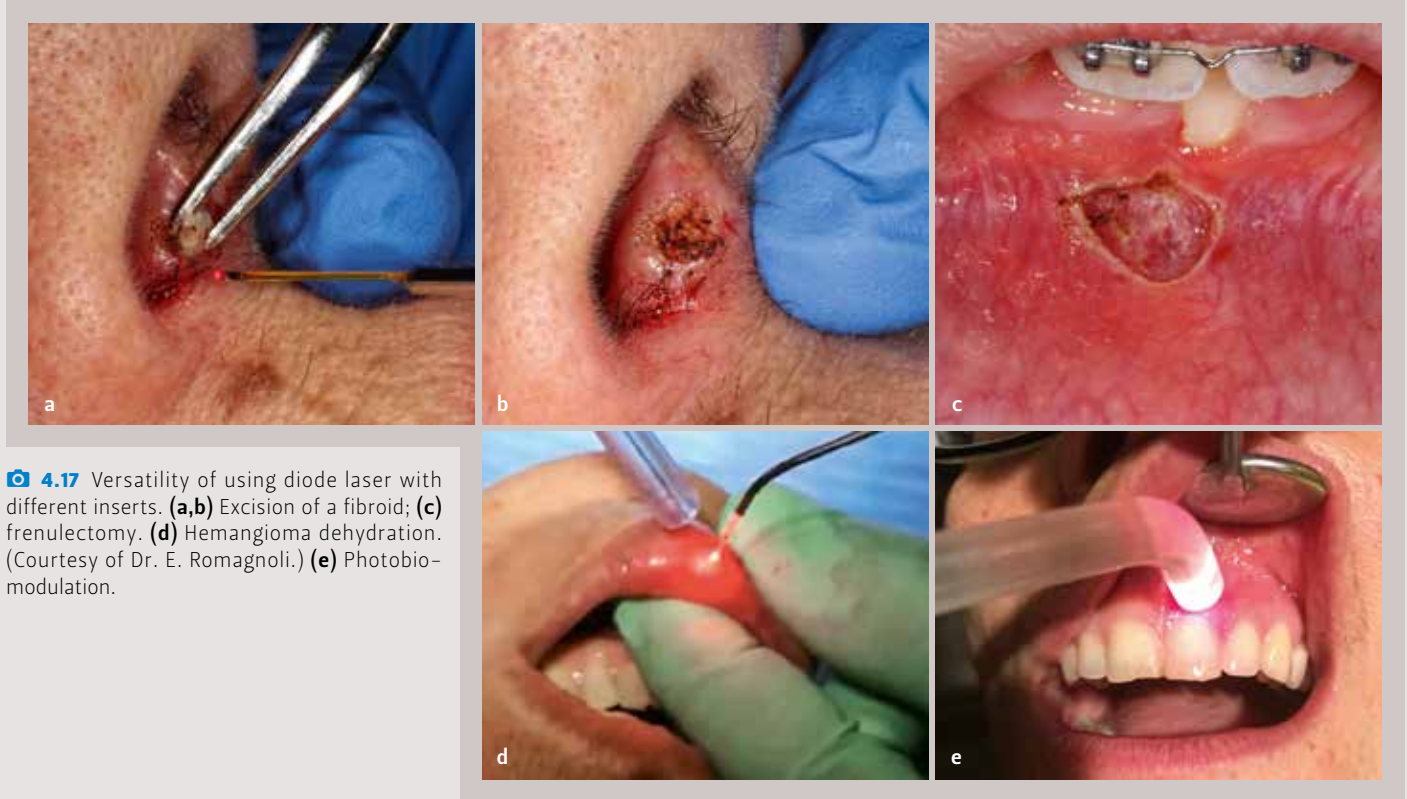 a
b
c
4.17 Versatility of using diode laser with
different inserts. (a,b) Excision of a fibroid; (c)
frenulectomy. (d) Hemangioma dehydration.
(Courtesy of Dr. E. Romagnoli.) (e) Photobio-
modulation.
d
e